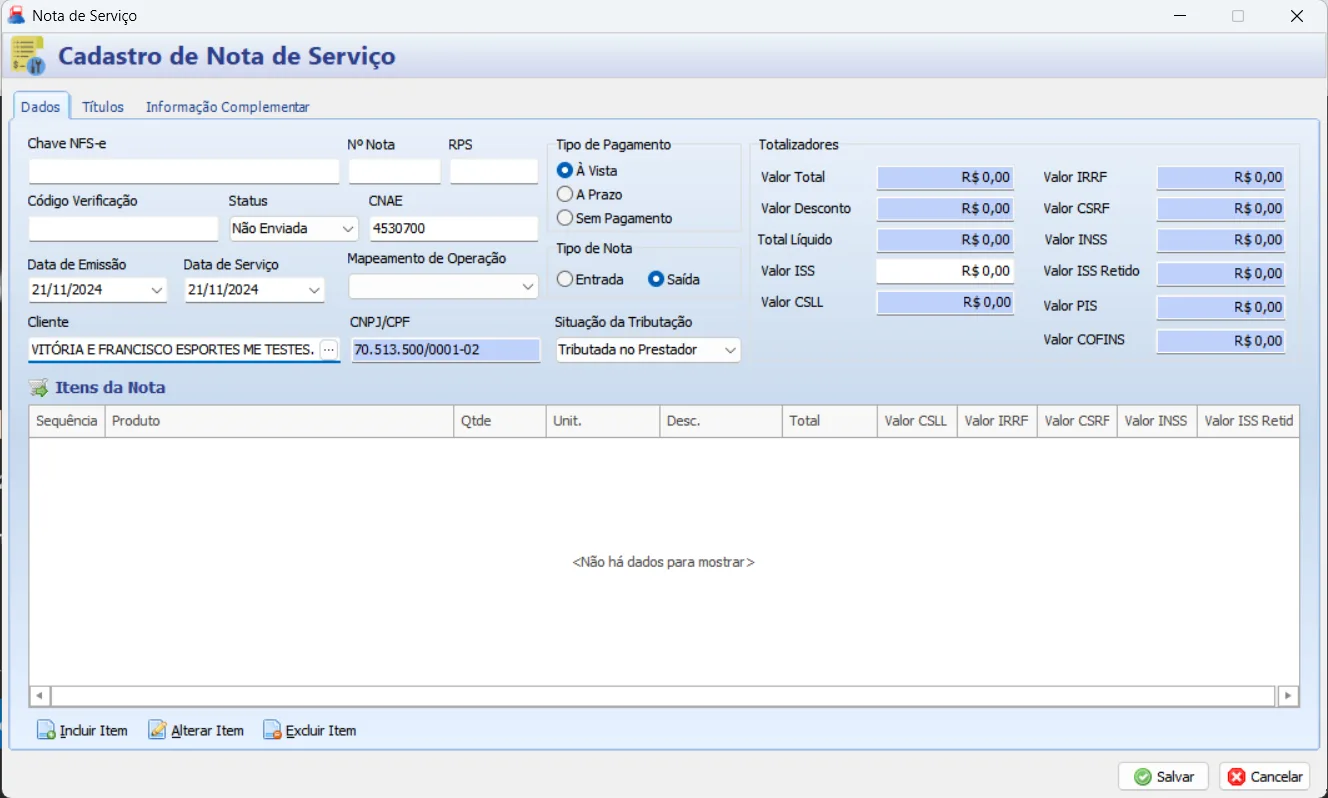 Nota de Serviço
Cadastro de Nota de Serviço
Dados Títulos Informação Complementar
Chave NFS-e
Nº Nota
RPS
Código Verificação
Status
Não Enviada
CNAE
4530700
Data de Emissão
21/11/2024
Data de Serviço
21/11/2024
Mapeamento de Operação
Cliente
VITÓRIA E FRANCISCO ESPORTES ME TESTES. ...
CNPJ/CPF
70.513.500/0001-02
Tipo de Pagamento
À Vista
A Prazo
Sem Pagamento
Tipo de Nota
Entrada Saída
Situação da Tributação
Tributada no Prestador
Totalizadores
Valor Total R$ 0,00
Valor Desconto R$ 0,00
Total Líquido R$ 0,00
Valor ISS R$ 0,00
Valor CSLL R$ 0,00
Valor IRRF R$ 0,00
Valor CSRF R$ 0,00
Valor INSS R$ 0,00
Valor ISS Retido R$ 0,00
Valor PIS R$ 0,00
Valor COFINS R$ 0,00
Itens da Nota
Sequência Produto Qtde Unit. Desc. Total Valor CSLL Valor IRRF Valor CSRF Valor INSS Valor ISS Retid
<Não há dados para mostrar>
Incluir Item Alterar Item Excluir Item
Salvar Cancelar